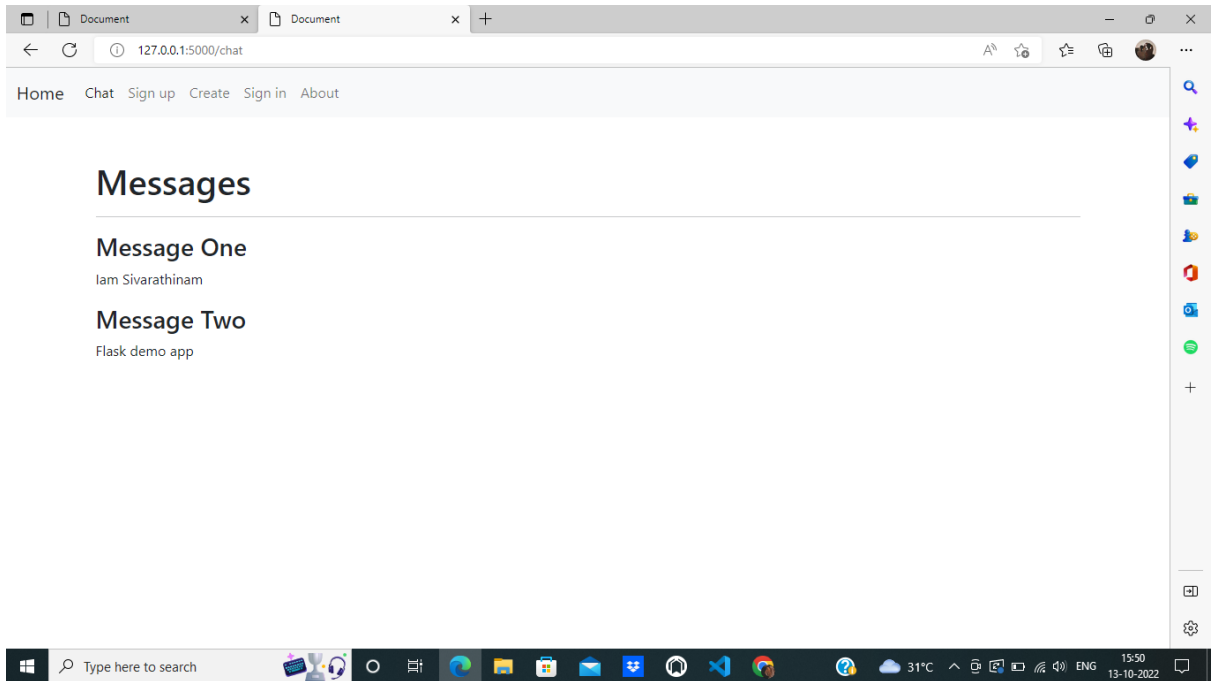 Document
Document
127.0.0.1:5000/chat
Home Chat Sign up Create Sign in About
Messages
Message One
Iam Sivarathinam
Message Two
Flask demo app
Type here to search
31°C
ENG
15:50
13-10-2022